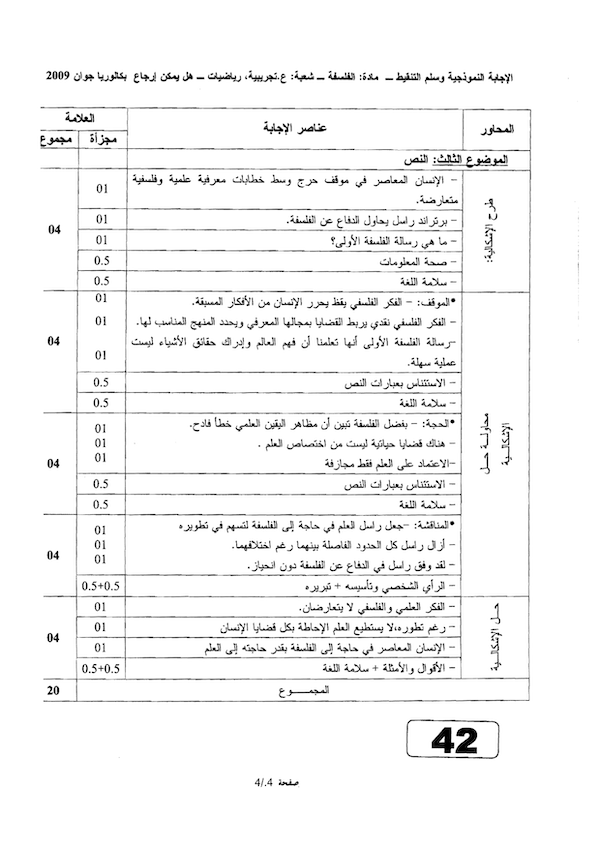 الإجابة النموذجية وسلم التنقيط ــ مادة: الفلسفة ــ شعبة: ع.تجريبية، رياضيات ــ هل يمكن إرجاع بكالوريا جوان 2009
المحاور عناصر الإجابة العلامة
مجزأة مجموع
الموضوع الثالث: النص
طرح الإشكالية:
– الإنسان المعاصر في موقف حرج وسط خطابات معرفية علمية وفلسفية 01
متعارضة.
– برتراند راسل يحاول الدفاع عن الفلسفة. 01
– ما هي رسالة الفلسفة الأولى؟ 01
– صحة المعلومات 0.5
– سلامة اللغة 0.5
04
محاولة حل الإشكالية
•الموقف: – الفكر الفلسفي يقظ يحرر الإنسان من الأفكار المسبقة. 01
– الفكر الفلسفي نقدي يربط القضايا بمجالها المعرفي ويحدد المنهج المناسب لها. 01
–رسالة الفلسفة الأولى أنها تعلمنا أن فهم العالم وإدراك حقائق الأشياء ليست
عملية سهلة. 01
– الاستئناس بعبارات النص 0.5
– سلامة اللغة 0.5
04
•الحجة: – بفضل الفلسفة تبين أن مظاهر اليقين العلمي خطأ فادح. 01
– هناك قضايا حياتية ليست من اختصاص العلم . 01
–الاعتماد على العلم فقط مجازفة 01
– الاستئناس بعبارات النص 0.5
– سلامة اللغة 0.5
04
•المناقشة: –جعل راسل العلم في حاجة إلى الفلسفة لتسهم في تطويره 01
– أزال راسل كل الحدود الفاصلة بينهما رغم اختلافهما. 01
– لقد وفق راسل في الدفاع عن الفلسفة دون انحياز. 01
– الرأي الشخصي وتأسيسه + تبريره 0.5+0.5
04
حل الإشكالية
– الفكر العلمي والفلسفي لا يتعارضان. 01
– رغم تطوره،لا يستطيع العلم الإحاطة بكل قضايا الإنسان 01
– الإنسان المعاصر في حاجة إلى الفلسفة بقدر حاجته إلى العلم 01
– الأقوال والأمثلة + سلامة اللغة 0.5+0.5
04
المجمــــوع 20
42
صفحة 4/.4